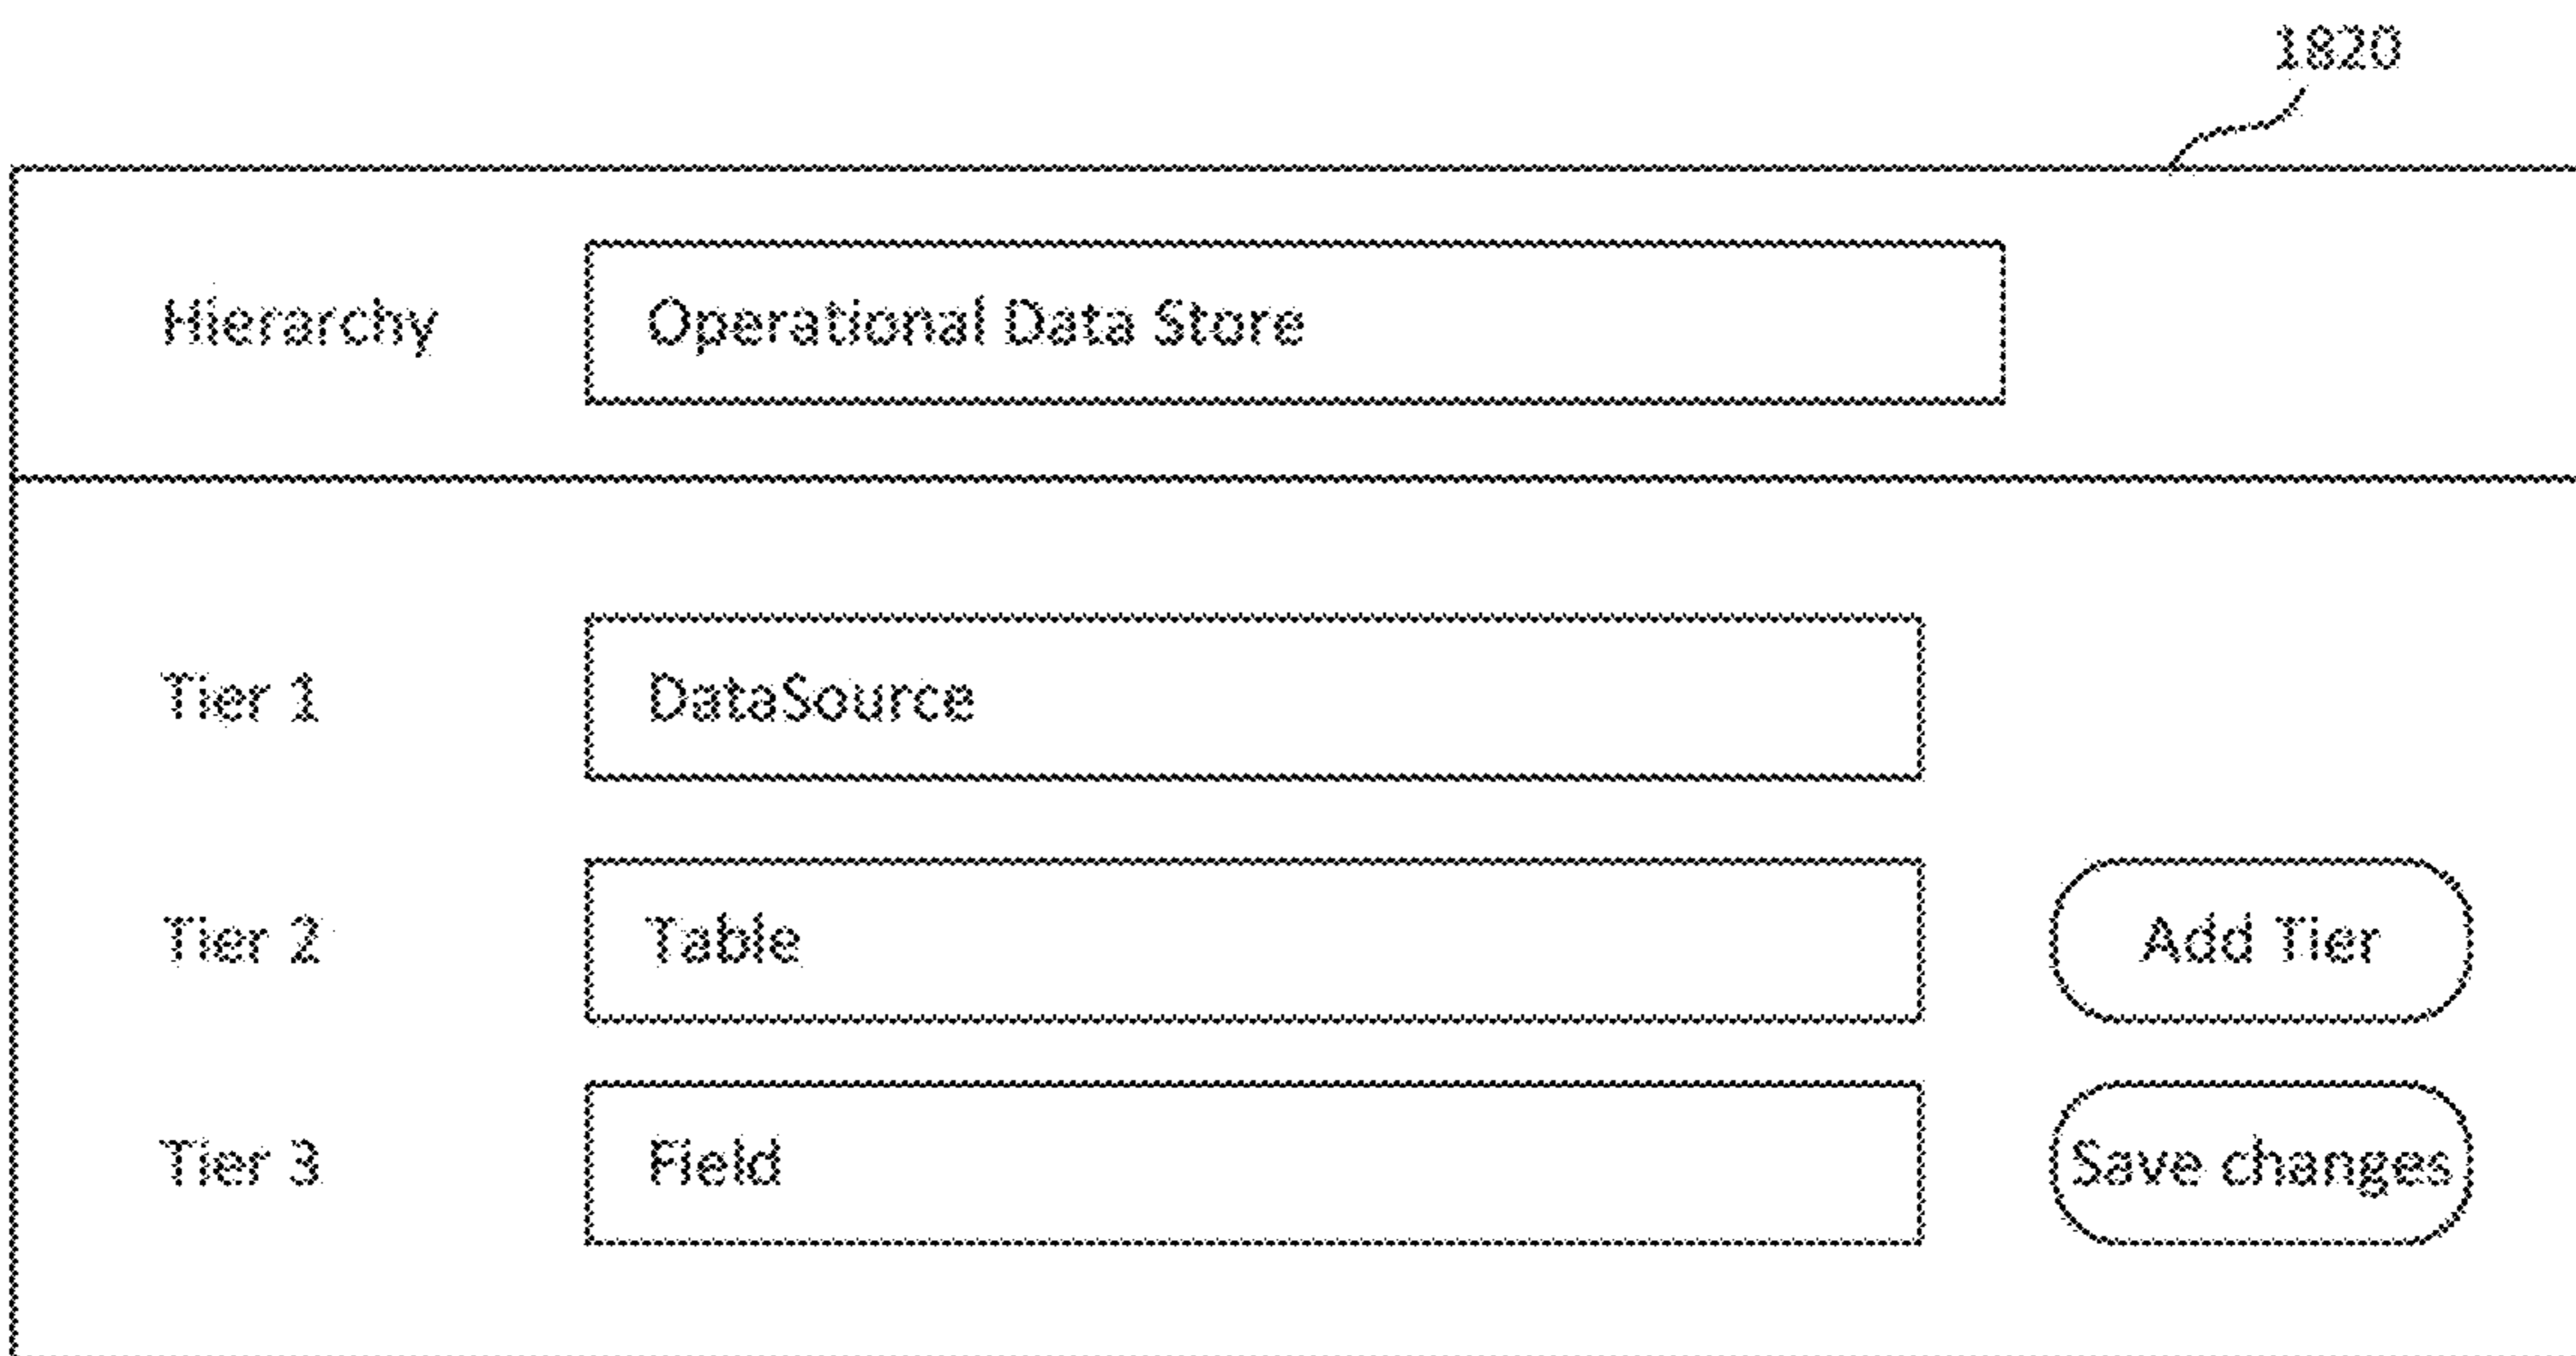 1820
Hierarchy Operational Data Store
Tier 1 DataSource
Tier 2 Table Add Tier
Tier 3 Field Save changes